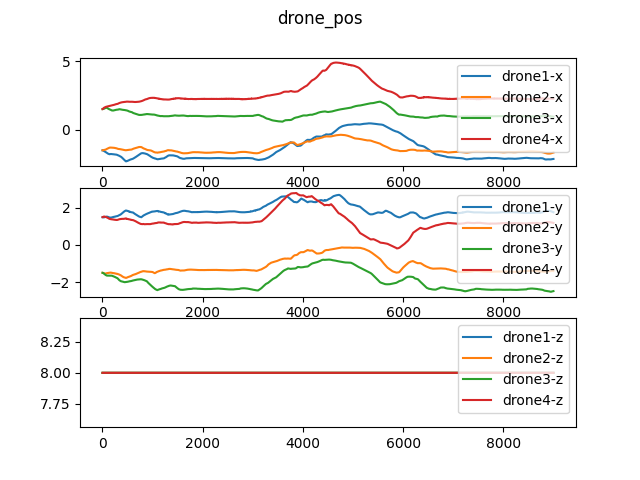 drone_pos
5
0
drone1-x
drone2-x
drone3-x
drone4-x
0 2000 4000 6000 8000
2
0
−2
drone1-y
drone2-y
drone3-y
drone4-y
0 2000 4000 6000 8000
8.25
8.00
7.75
drone1-z
drone2-z
drone3-z
drone4-z
0 2000 4000 6000 8000